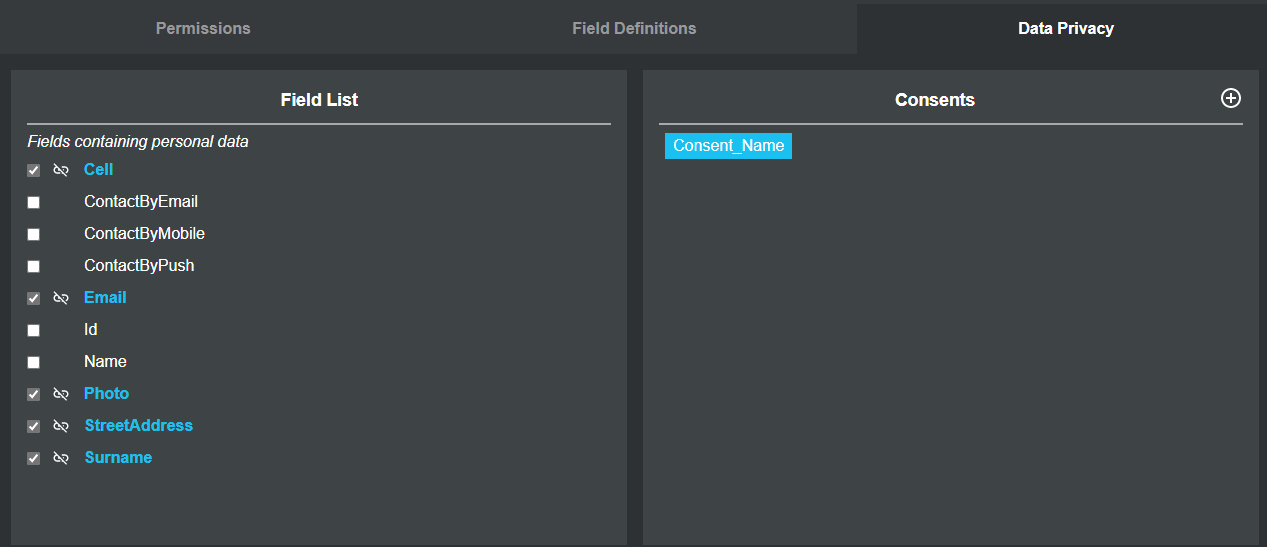 Permissions
Field Definitions
Data Privacy
Field List
Fields containing personal data
Cell
ContactByEmail
ContactByMobile
ContactByPush
Email
Id
Name
Photo
StreetAddress
Surname
Consents
Consent_Name